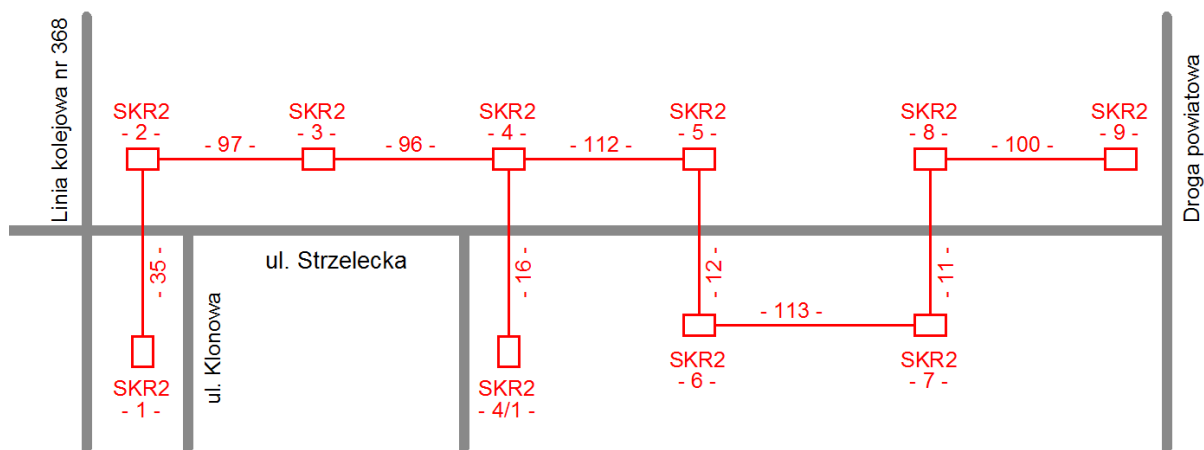 Linia kolejowa nr 368
Droga powiatowa
SKR2
- 2 -
SKR2
- 3 -
SKR2
- 4 -
SKR2
- 5 -
SKR2
- 8 -
SKR2
- 9 -
- 97 -
- 96 -
- 112 -
- 100 -
ul. Strzelecka
- 35 -
- 16 -
- 12 -
- 11 -
- 113 -
ul. Klonowa
SKR2
- 1 -
SKR2
- 4/1 -
SKR2
- 6 -
SKR2
- 7 -